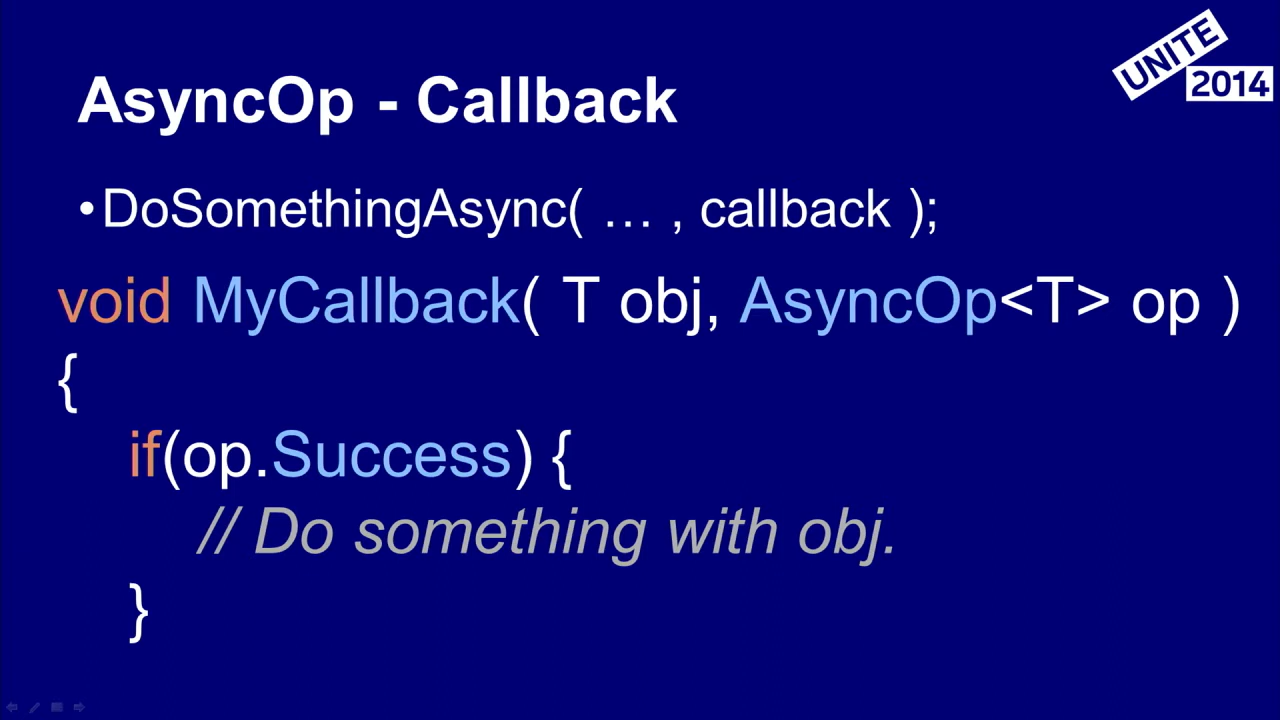 UNITE
2014
AsyncOp - Callback
•DoSomethingAsync( … , callback );
void MyCallback( T obj, AsyncOp<T> op )
{
if(op.Success) {
// Do something with obj.
}